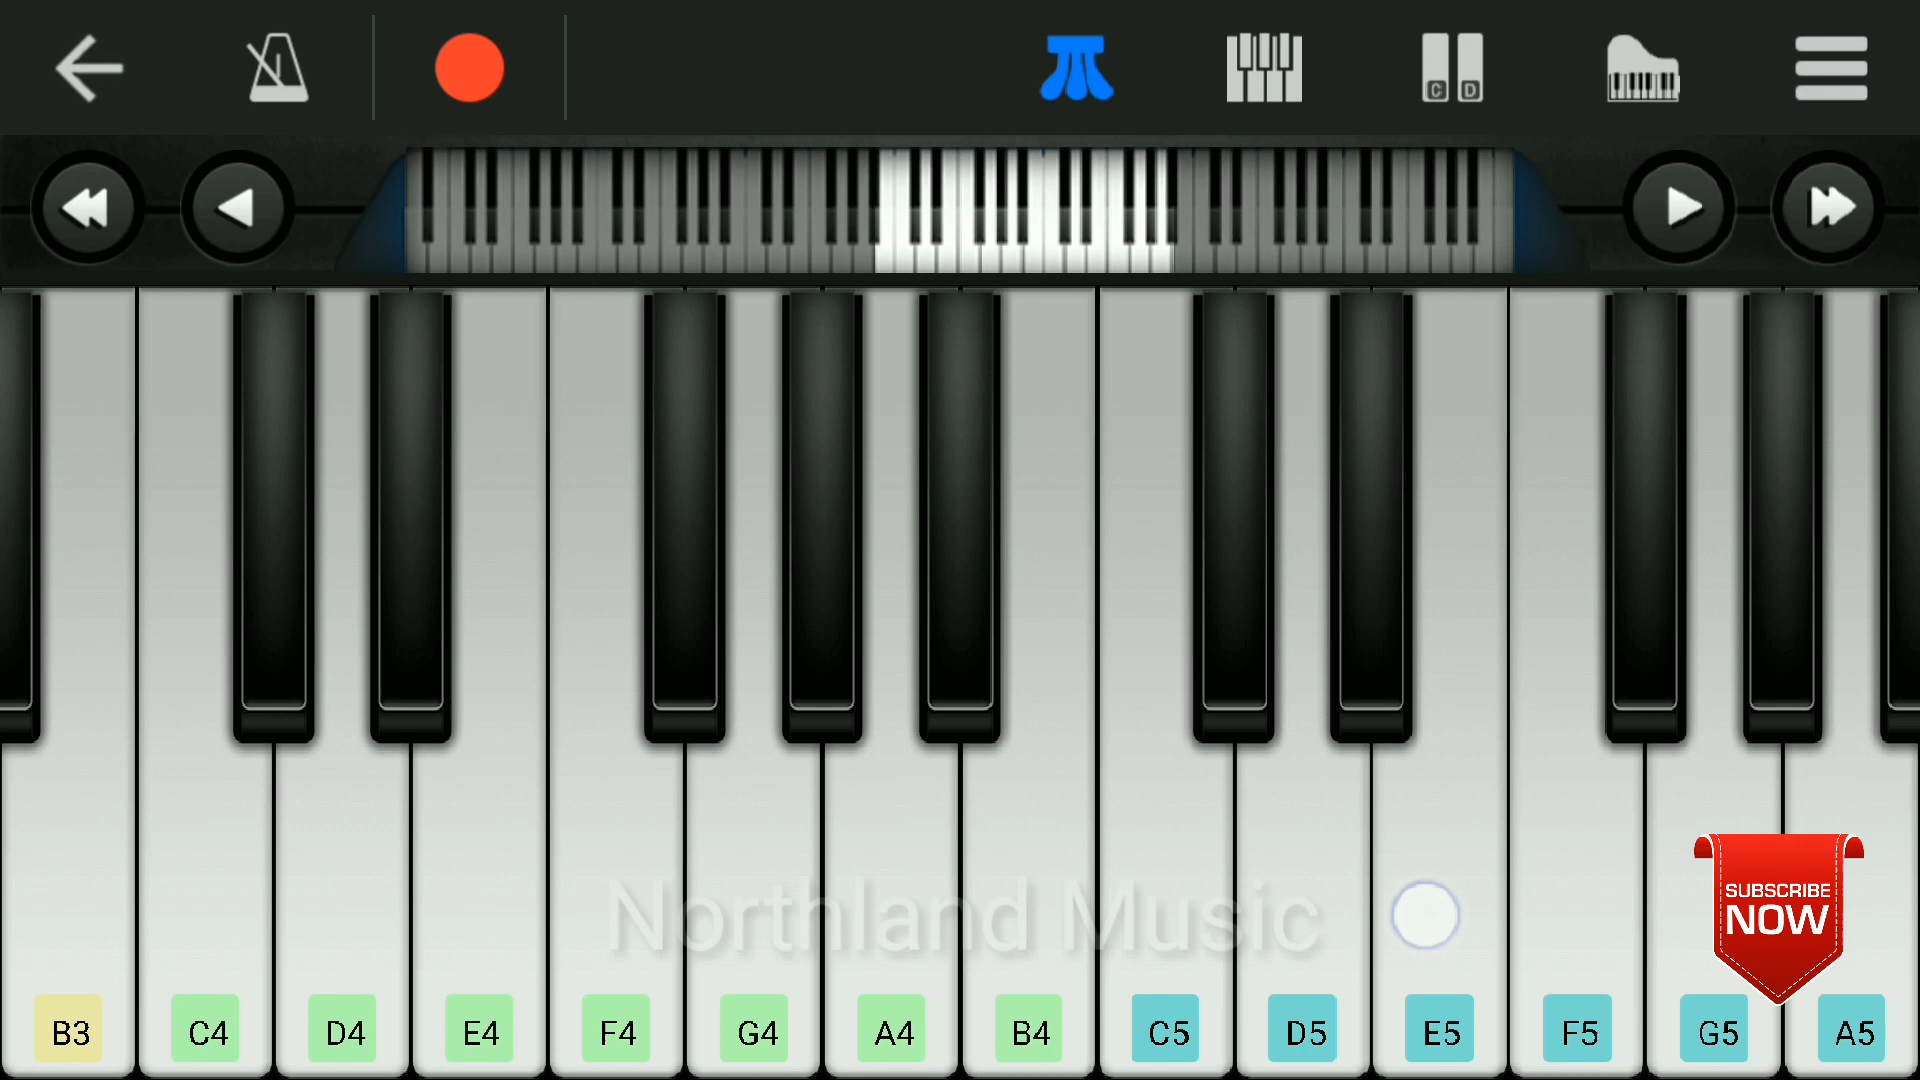 C D
Northland Music
SUBSCRIBE
NOW
B3 C4 D4 E4 F4 G4 A4 B4 C5 D5 E5 F5 G5 A5